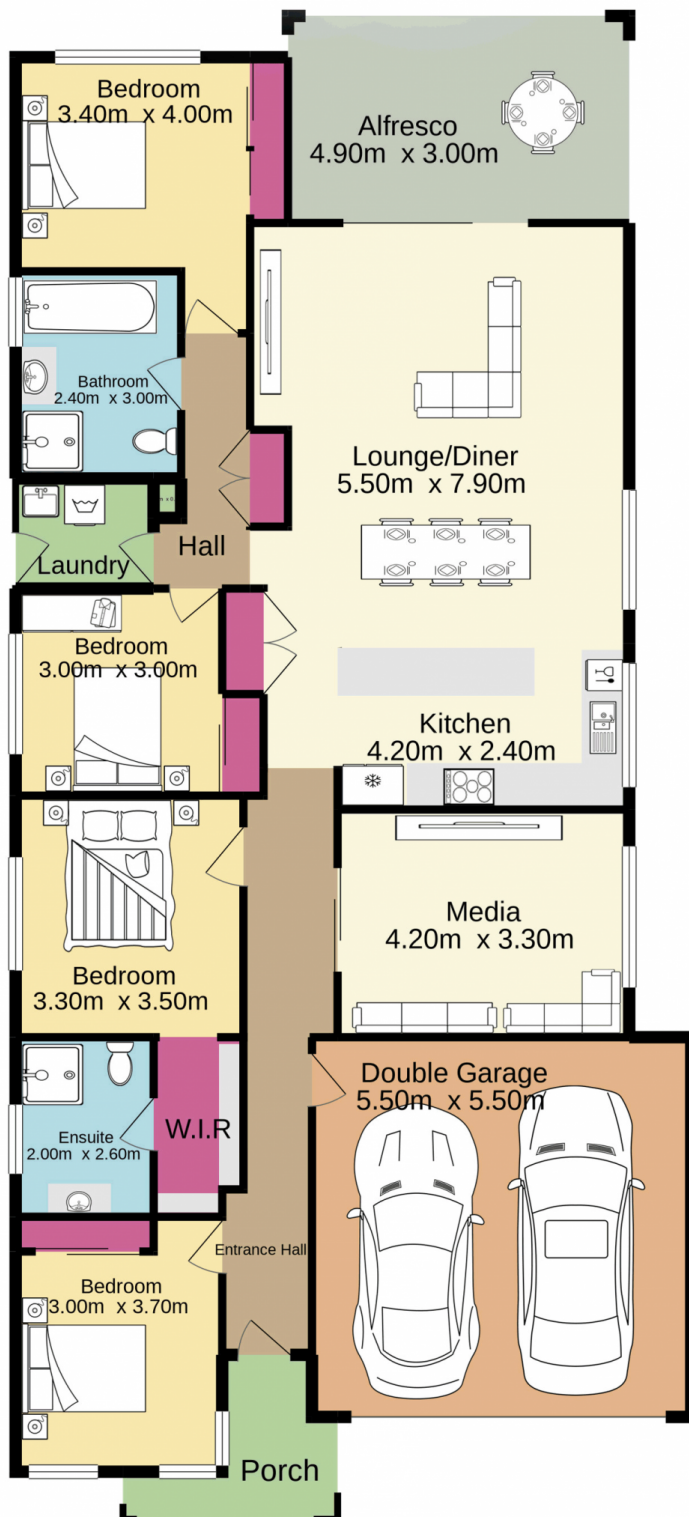 Bedroom
3.40m x 4.00m
Alfresco
4.90m x 3.00m
Bathroom
2.40m x 3.00m
Lounge/Diner
5.50m x 7.90m
Hall
Laundry
Bedroom
3.00m x 3.00m
Kitchen
4.20m x 2.40m
Media
4.20m x 3.30m
Bedroom
3.30m x 3.50m
Double Garage
5.50m x 5.50m
W.I.R
Ensuite
2.00m x 2.60m
Entrance Hall
Bedroom
3.00m x 3.70m
Porch